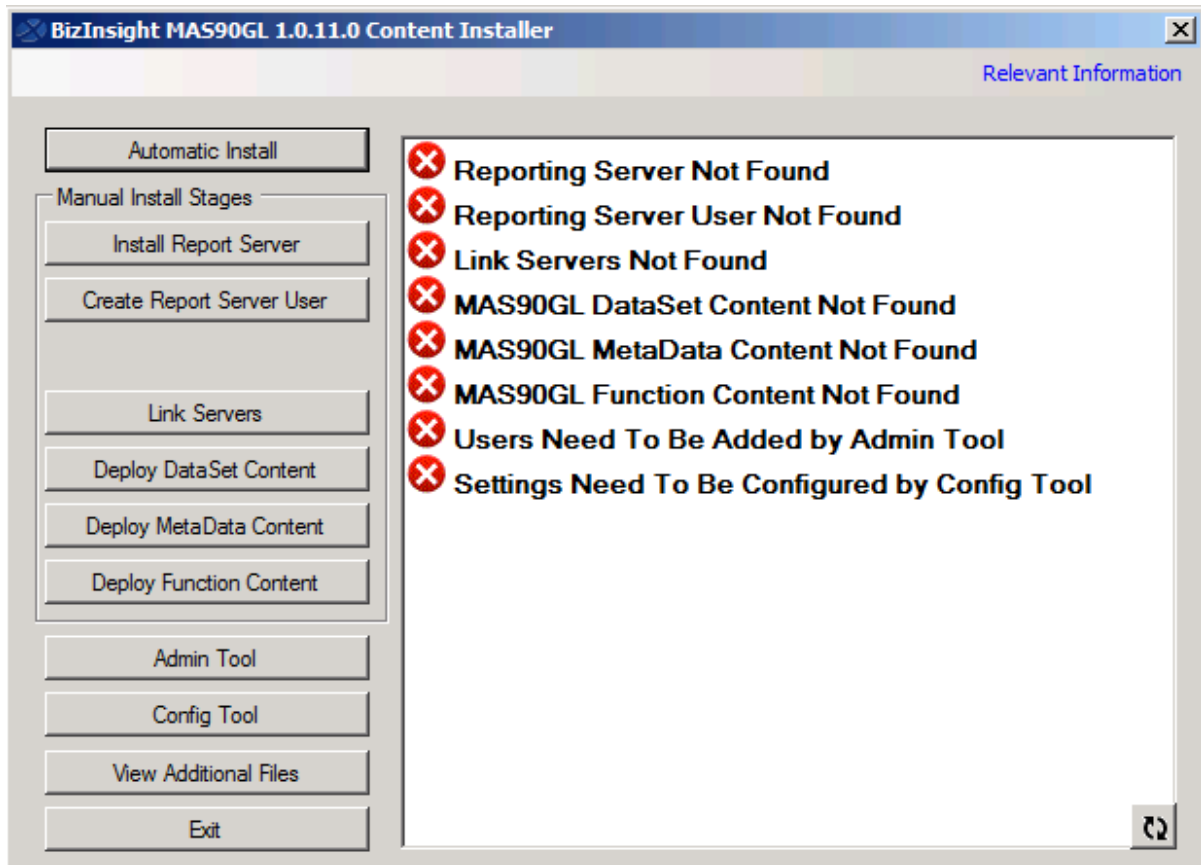 BizInsight MAS90GL 1.0.11.0 Content Installer
Relevant Information
Automatic Install
Manual Install Stages
Install Report Server
Create Report Server User
Link Servers
Deploy DataSet Content
Deploy MetaData Content
Deploy Function Content
Admin Tool
Config Tool
View Additional Files
Exit
Reporting Server Not Found
Reporting Server User Not Found
Link Servers Not Found
MAS90GL DataSet Content Not Found
MAS90GL MetaData Content Not Found
MAS90GL Function Content Not Found
Users Need To Be Added by Admin Tool
Settings Need To Be Configured by Config Tool